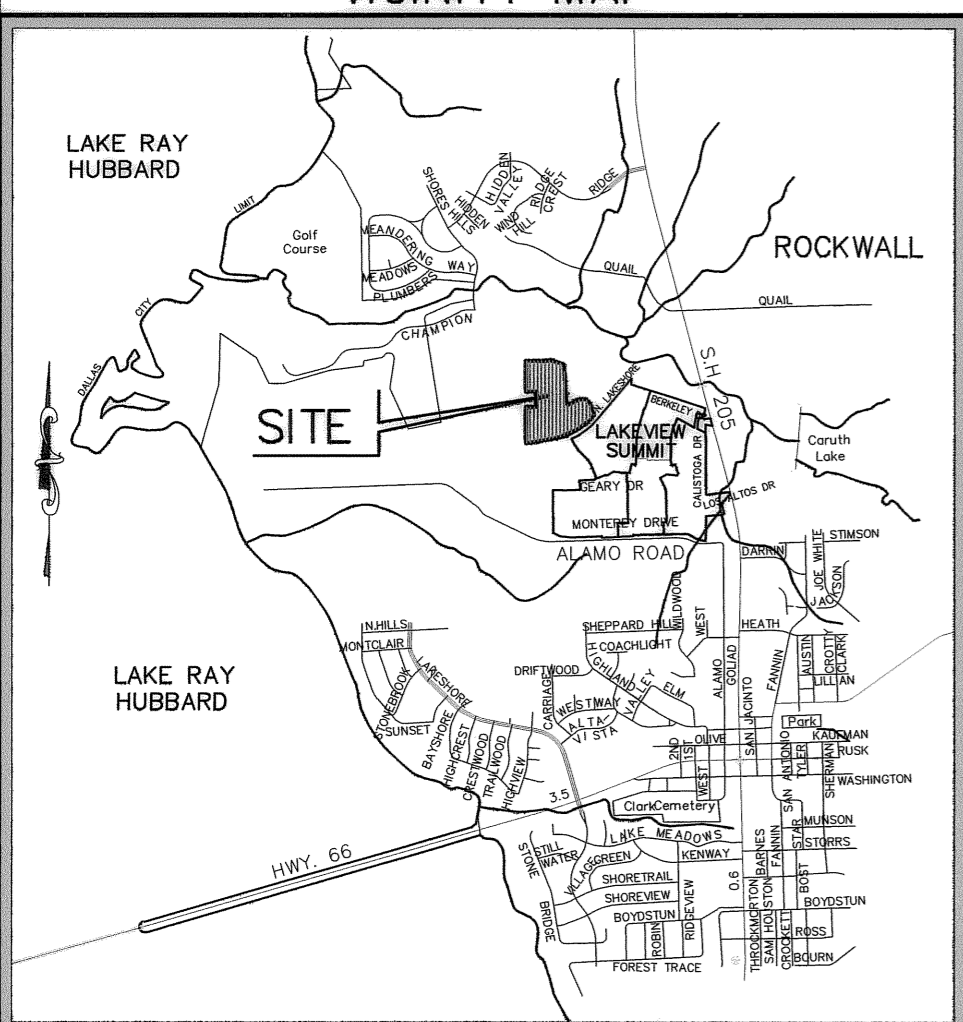 LAKE RAY
HUBBARD
LIMIT
CITY
DALLAS
Golf
Course
SHORES HILLS
HIDDEN
HIDDEN
VALLEY
WIND
HILL
RIDGE
CREST
RIDGE
MEANDERING WAY
MEADOWS
PLUMBERS
CHAMPION
QUAIL
QUAIL
ROCKWALL
S.H. 205
SITE
N. LAKESHORE
BERKELEY
LAKEVIEW
SUMMIT
CALISTOGA DR
GEARY DR
LOS ALTOS DR
MONTEREY DRIVE
ALAMO ROAD
Caruth
Lake
DARRIN
JOE WHITE
STIMSON
JACKSON
LAKE RAY
HUBBARD
N.HILLS
MONTCLAIR
LAKESHORE
STONEBROOK
SUNSET
BAYSHORE
HIGHCREST
CRESTWOOD
TRAILWOOD
HIGHVIEW
SHEPPARD HILL
COACHLIGHT
WILDWOOD
WEST
DRIFTWOOD
HIGHLAND
CARRIAGE
WESTWAY
ALTA
VISTA
VALLEY
ELM
ALAMO
GOLIAD
HEATH
FANNIN
AUSTIN
CROTTY
CLARK
LILLIAN
SAN JACINTO
Park
OLIVE
KAUFMAN
2ND
1ST
WEST
SAN ANTONIO
TYLER
SHERMAN
RUSK
WASHINGTON
3.5
HWY. 66
ClarkCemetery
LAKE MEADOWS
STILL
WATER
STONE
BRIDGE
VILLAGEGREEN
KENWAY
SHORETRAIL
SHOREVIEW
BOYDSTUN
ROBIN
RIDGEVIEW
FOREST TRACE
0.6
BARNES
FANNIN
STAR
MUNSON
STORRS
BOST
BOYDSTUN
THROCKMORTON
SAM HOUSTON
CROCKETT
ROSS
BOURN